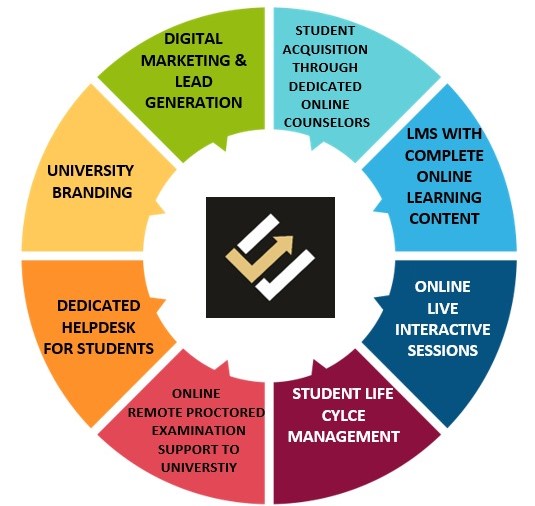 DIGITAL
MARKETING &
LEAD
GENERATION
STUDENT
ACQUISITION
THROUGH
DEDICATED
ONLINE
COUNSELORS
LMS WITH
COMPLETE
ONLINE
LEARNING
CONTENT
ONLINE
LIVE
INTERACTIVE
SESSIONS
STUDENT LIFE
CYLCE
MANAGEMENT
ONLINE
REMOTE PROCTORED
EXAMINATION
SUPPORT TO
UNIVERSTIY
DEDICATED
HELPDESK
FOR STUDENTS
UNIVERSITY
BRANDING